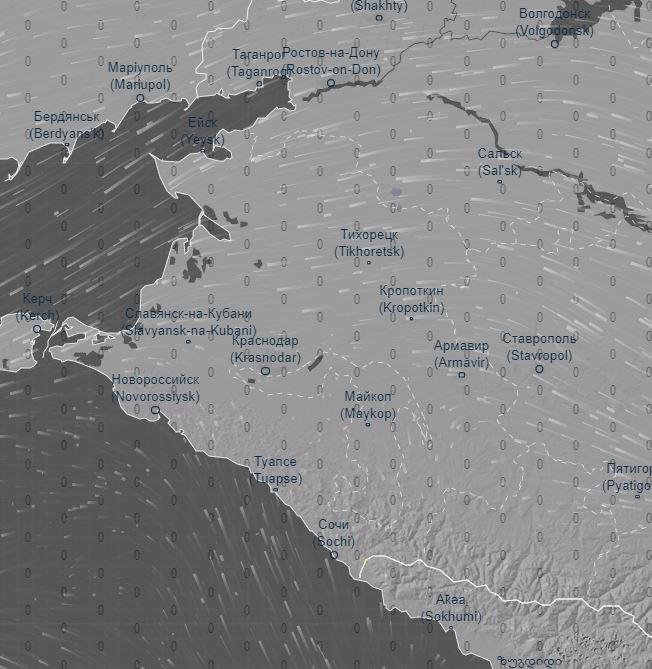 (Shakhty)
Волгодонск
(Volgodonsk)
Ростов-на-Дону
(Rostov-on-Don)
Таганрог
(Taganrog)
Маріуполь
(Mariupol)
Бердянськ
(Berdyans'k)
Ейск
(Yeysk)
Сальск
(Sal'sk)
Тихорецк
(Tikhoretsk)
Кропоткин
(Kropotkin)
Керч
(Kerch)
Славянск-на-Кубани
(Slavyansk-na-Kubani)
Краснодар
(Krasnodar)
Армавир
(Armavir)
Ставрополь
(Stavropol)
Новороссийск
(Novorossiysk)
Майкоп
(Maykop)
Туапсе
(Tuapse)
Пятигор
(Pyatigo
Сочи
(Sochi)
Аҟәа
(Sokhumi)